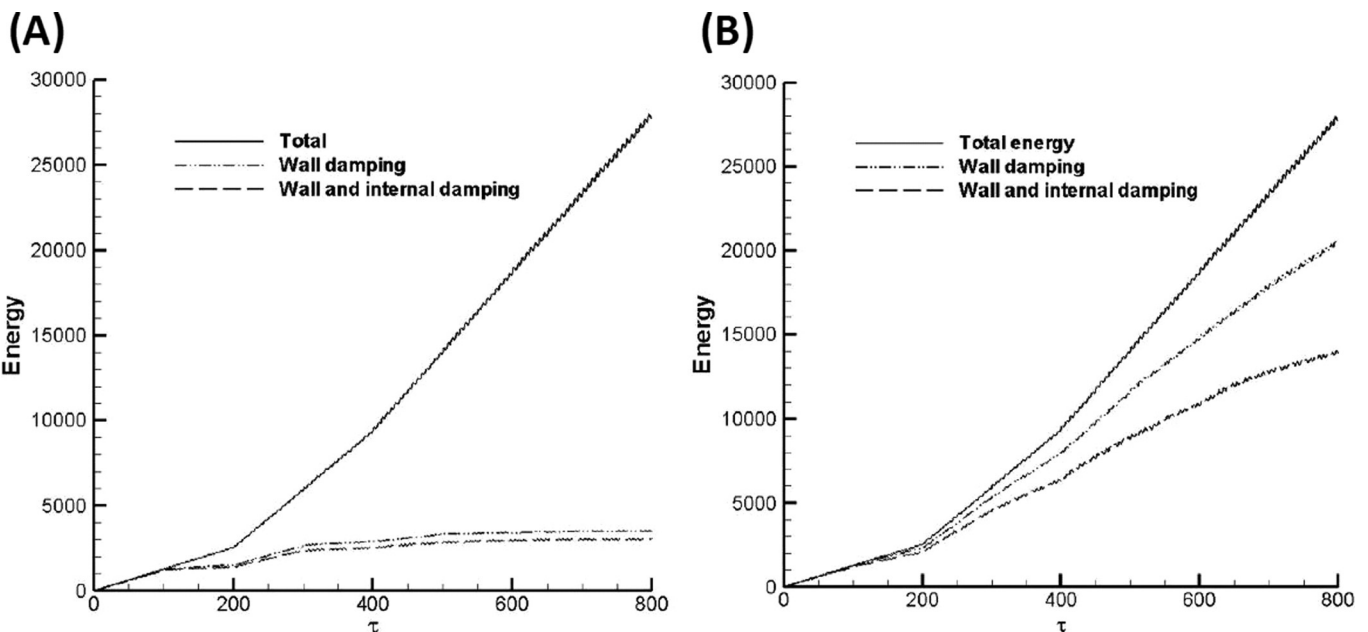 (A)
30000
25000
20000
15000
10000
5000
0
Energy
Total
Wall damping
Wall and internal damping
0 200 400 600 800
τ
(B)
30000
25000
20000
15000
10000
5000
0
Energy
Total energy
Wall damping
Wall and internal damping
0 200 400 600 800
τ